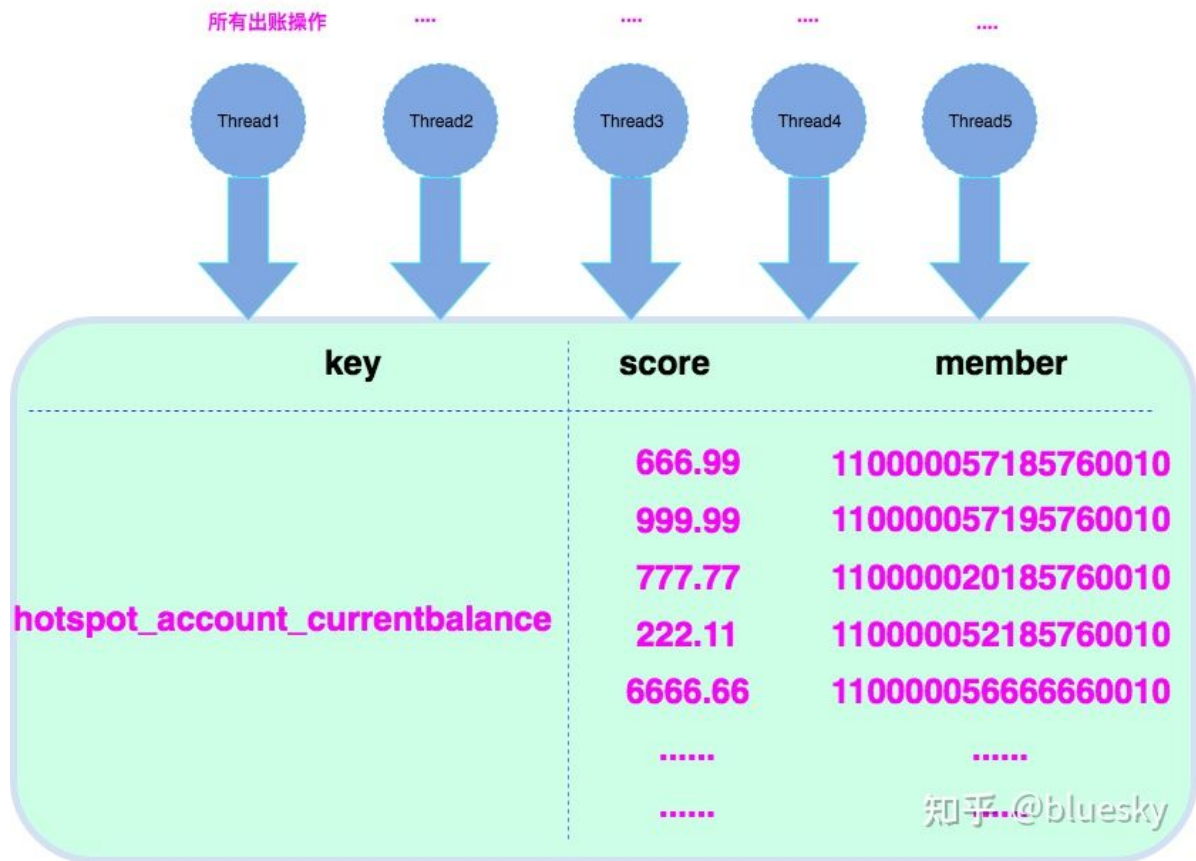 所有出账操作 .... .... .... ....
Thread1 Thread2 Thread3 Thread4 Thread5
key score member
666.99 110000057185760010
999.99 110000057195760010
777.77 110000020185760010
hotspot_account_currentbalance
222.11 110000052185760010
6666.66 110000056666660010
...... ......
...... ......
知乎 @bluesky